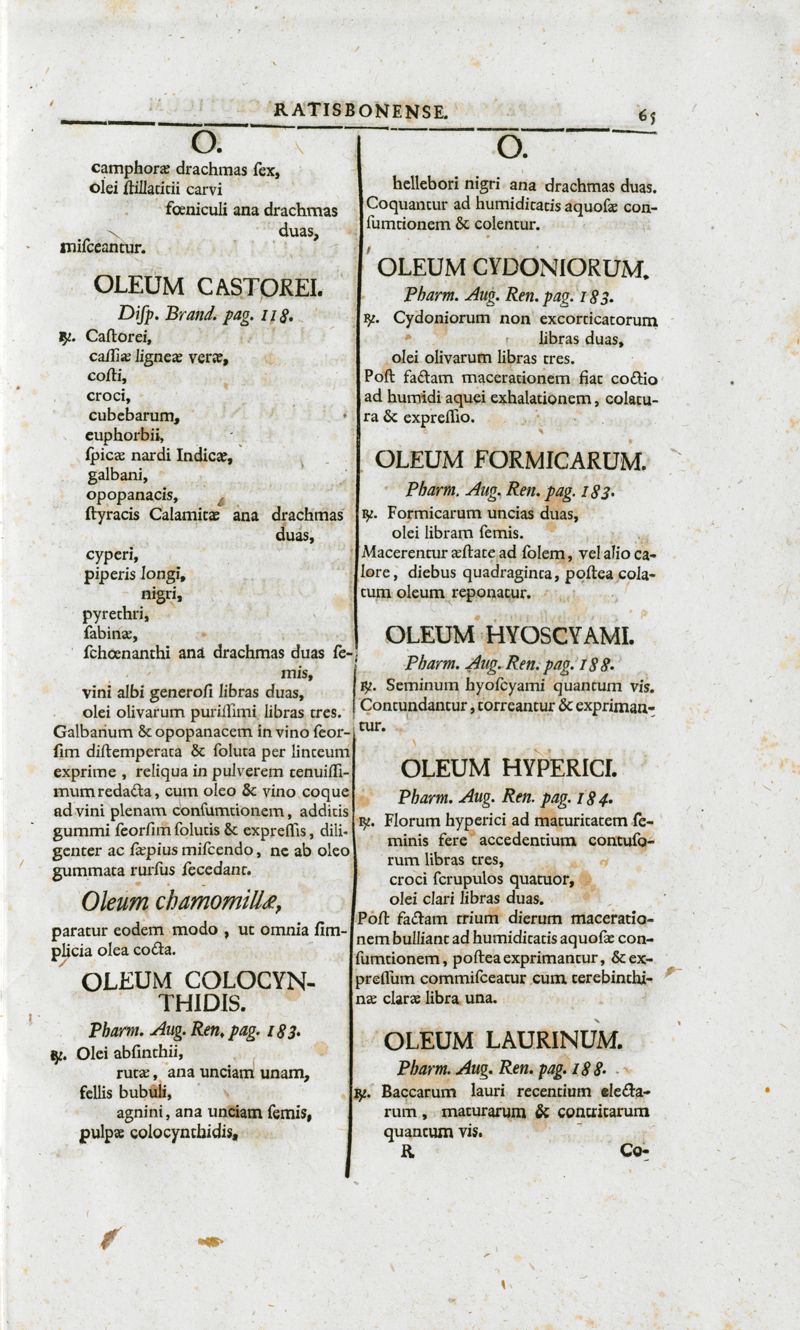 RATISBONENSE. 65
O.
camphoræ drachmas ſex,
olei ſtillatitii carvi
fœniculi ana drachmas
duas,
miſceantur.
OLEUM CASTOREI.
Diſp. Brand. pag. 118.
℞. Caſtorei,
caſſiæ ligneæ veræ,
coſti,
croci,
cubebarum,
euphorbii,
ſpicæ nardi Indicæ,
galbani,
opopanacis,
ſtyracis Calamitæ ana drachmas
duas,
cyperi,
piperis longi,
nigri,
pyrethri,
ſabinæ,
ſchœnanthi ana drachmas duas ſe-
mis,
vini albi generoſi libras duas,
olei olivarum puriſſimi libras tres.
Galbanum & opopanacem in vino ſeor-
ſim diſtemperata & ſoluta per linteum
exprime, reliqua in pulverem tenuiſſi-
mum redacta, cum oleo & vino coque
ad vini plenam conſumtionem, additis
gummi ſeorſim ſolutis & expreſſis, dili-
genter ac ſæpius miſcendo, ne ab oleo
gummata rurſus ſecedant.
Oleum chamomillæ,
paratur eodem modo, ut omnia ſim-
plicia olea cocta.
OLEUM COLOCYN-
THIDIS.
Pharm. Aug. Ren. pag. 183.
℞. Olei abſinthii,
rutæ, ana unciam unam,
fellis bubuli,
agnini, ana unciam ſemis,
pulpæ colocynthidis,
O.
hellebori nigri ana drachmas duas.
Coquantur ad humiditatis aquoſæ con-
ſumtionem & colentur.
OLEUM CYDONIORUM.
Pharm. Aug. Ren. pag. 183.
℞. Cydoniorum non excorticatorum
libras duas,
olei olivarum libras tres.
Poſt factam macerationem fiat coctio
ad humidi aquei exhalationem, colatu-
ra & expreſſio.
OLEUM FORMICARUM.
Pharm. Aug. Ren. pag. 183.
℞. Formicarum uncias duas,
olei libram ſemis.
Macerentur æſtate ad ſolem, vel alio ca-
lore, diebus quadraginta, poſtea cola-
tum oleum reponatur.
OLEUM HYOSCYAMI.
Pharm. Aug. Ren. pag. 188.
℞. Seminum hyoſcyami quantum vis.
Contundantur, torreantur & expriman-
tur.
OLEUM HYPERICI.
Pharm. Aug. Ren. pag. 184.
℞. Florum hyperici ad maturitatem ſe-
minis fere accedentium contuſo-
rum libras tres,
croci ſcrupulos quatuor,
olei clari libras duas.
Poſt factam trium dierum maceratio-
nem bulliant ad humiditatis aquoſæ con-
ſumtionem, poſtea exprimantur, & ex-
preſſum commiſceatur cum terebinthi-
næ claræ libra una.
OLEUM LAURINUM.
Pharm. Aug. Ren. pag. 188.
℞. Baccarum lauri recentium electa-
rum, maturarum & contritarum
quantum vis.
R Co-